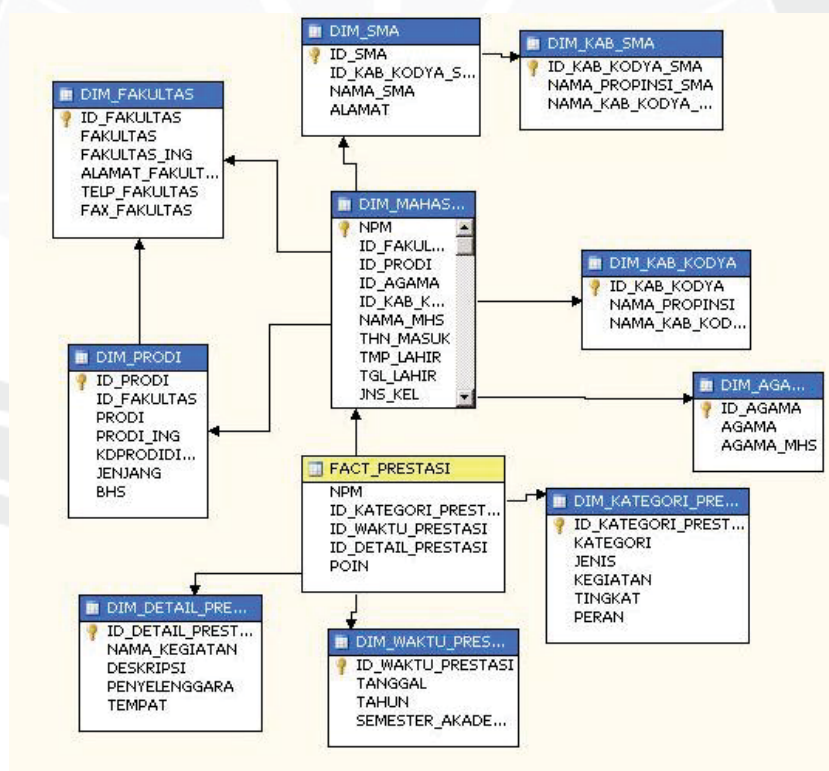 DIM_SMA
ID_SMA
ID_KAB_KODYA_S...
NAMA_SMA
ALAMAT
DIM_KAB_SMA
ID_KAB_KODYA_SMA
NAMA_PROPINSI_SMA
NAMA_KAB_KODYA_...
DIM_FAKULTAS
ID_FAKULTAS
FAKULTAS
FAKULTAS_ING
ALAMAT_FAKULT...
TELP_FAKULTAS
FAX_FAKULTAS
DIM_MAHAS...
NPM
ID_FAKUL...
ID_PRODI
ID_AGAMA
ID_KAB_K...
NAMA_MHS
THN_MASUK
TMP_LAHIR
TGL_LAHIR
JNS_KEL
DIM_KAB_KODYA
ID_KAB_KODYA
NAMA_PROPINSI
NAMA_KAB_KOD...
DIM_PRODI
ID_PRODI
ID_FAKULTAS
PRODI
PRODI_ING
KDPRODIDI...
JENJANG
BHS
DIM_AGA...
ID_AGAMA
AGAMA
AGAMA_MHS
FACT_PRESTASI
NPM
ID_KATEGORI_PREST...
ID_WAKTU_PRESTASI
ID_DETAIL_PRESTASI
POIN
DIM_KATEGORI_PRE...
ID_KATEGORI_PREST...
KATEGORI
JENIS
KEGIATAN
TINGKAT
PERAN
DIM_DETAIL_PRE...
ID_DETAIL_PREST...
NAMA_KEGIATAN
DESKRIPSI
PENYELENGGARA
TEMPAT
DIM_WAKTU_PRES...
ID_WAKTU_PRESTASI
TANGGAL
TAHUN
SEMESTER_AKADE...